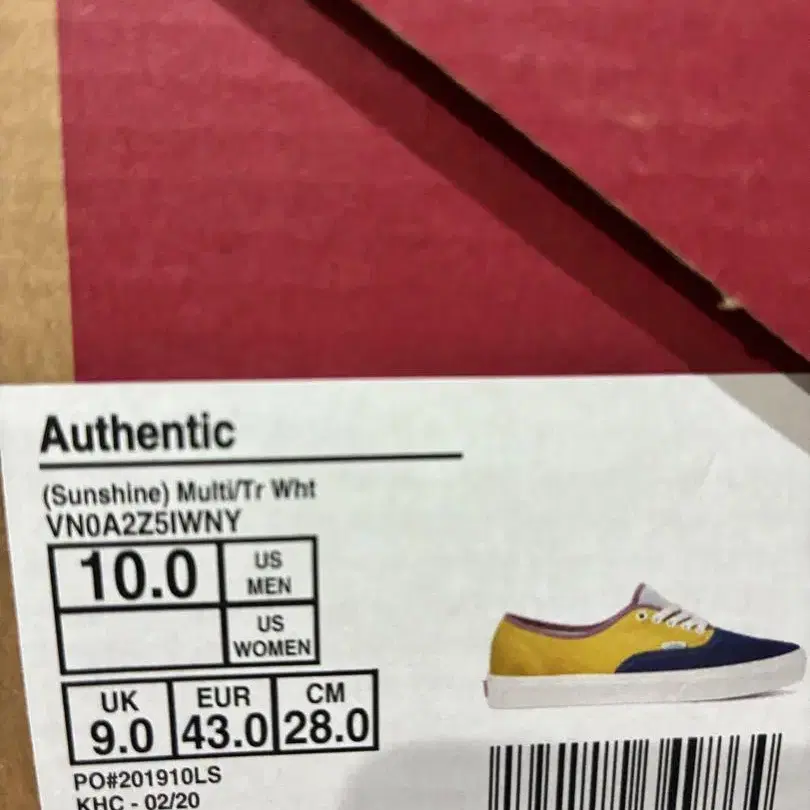 Authentic
(Sunshine) Multi/Tr Wht
VN0A2Z5IWNY
10.0 US MEN
US WOMEN
UK EUR CM
9.0 43.0 28.0
PO#201910LS
KHC - 02/20